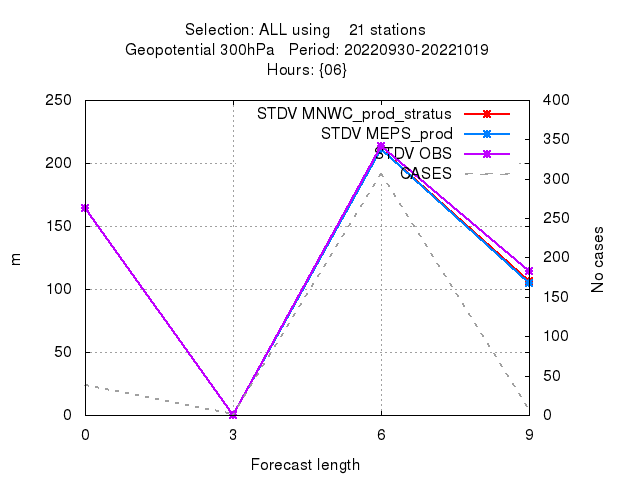 Selection: ALL using    21 stations
Geopotential 300hPa   Period: 20220930-20221019
Hours: {06}
250
200
150
100
50
0
m
400
350
300
250
200
150
100
50
0
No cases
STDV MNWC_prod_stratus
STDV MEPS_prod
STDV OBS
CASES
0 3 6 9
Forecast length